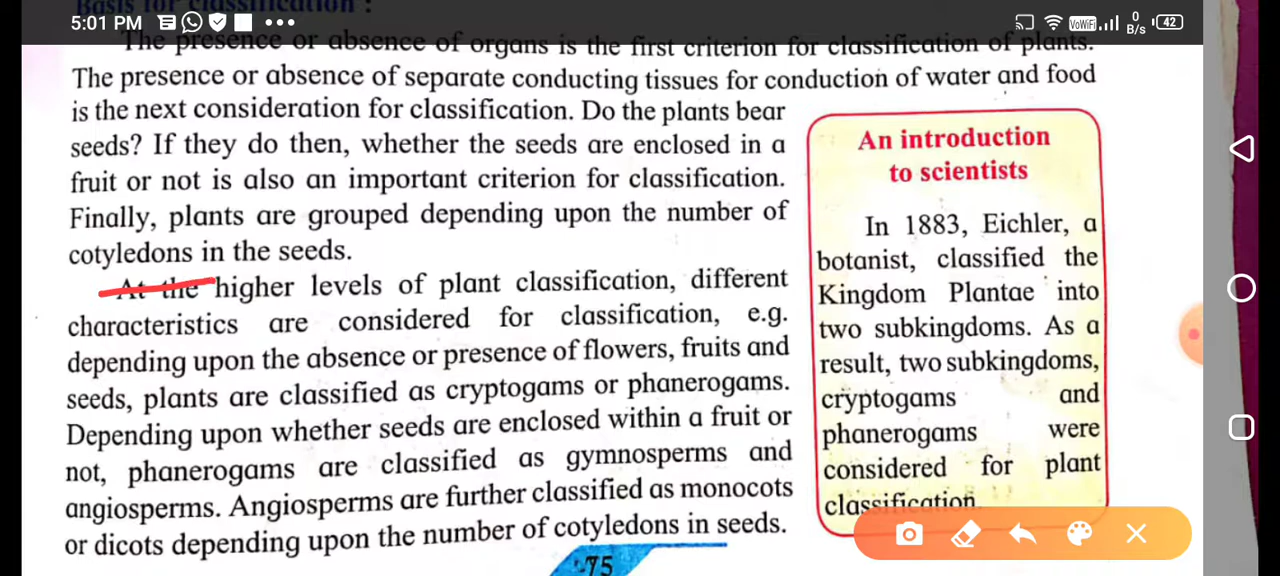 5:01 PM
VoWiFi
0 B/s
42
Basis for classification :
The presence or absence of organs is the first criterion for classification of plants.
The presence or absence of separate conducting tissues for conduction of water and food
is the next consideration for classification. Do the plants bear
seeds? If they do then, whether the seeds are enclosed in a
fruit or not is also an important criterion for classification.
Finally, plants are grouped depending upon the number of
cotyledons in the seeds.
At the higher levels of plant classification, different
characteristics are considered for classification, e.g.
depending upon the absence or presence of flowers, fruits and
seeds, plants are classified as cryptogams or phanerogams.
Depending upon whether seeds are enclosed within a fruit or
not, phanerogams are classified as gymnosperms and
angiosperms. Angiosperms are further classified as monocots
or dicots depending upon the number of cotyledons in seeds.
An introduction
to scientists
In 1883, Eichler, a
botanist, classified the
Kingdom Plantae into
two subkingdoms. As a
result, two subkingdoms,
cryptogams and
phanerogams were
considered for plant
classification.
75